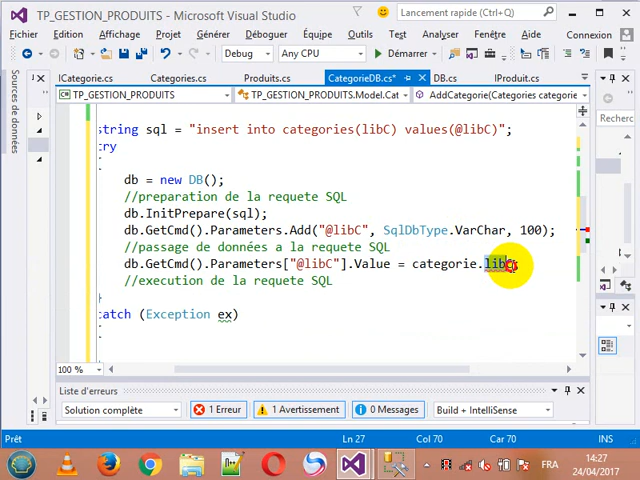 TP_GESTION_PRODUITS - Microsoft Visual Studio
Lancement rapide (Ctrl+Q)
Fichier Edition Affichage Projet Générer Déboguer Équipe Outils Test Analyser Fenêtre Aide Connexion
Debug Any CPU Démarrer
Sources de données
ICategorie.cs Categories.cs Produits.cs CategorieDB.cs* DB.cs IProduit.cs
TP_GESTION_PRODUITS TP_GESTION_PRODUITS.Model.Cat AddCategorie(Categories categorie
Recherc
string sql = "insert into categories(libC) values(@libC)";
ry
db = new DB();
//preparation de la requete SQL
db.InitPrepare(sql);
db.GetCmd().Parameters.Add("@libC", SqlDbType.VarChar, 100);
//passage de données a la requete SQL
db.GetCmd().Parameters["@libC"].Value = categorie.lib
//execution de la requete SQL
atch (Exception ex)
100 %
Liste d'erreurs
Solution complète 1 Erreur 1 Avertissement 0 Messages Build + IntelliSense
Prêt Ln 27 Col 70 Car 70 INS
FR 14:27
24/04/2017